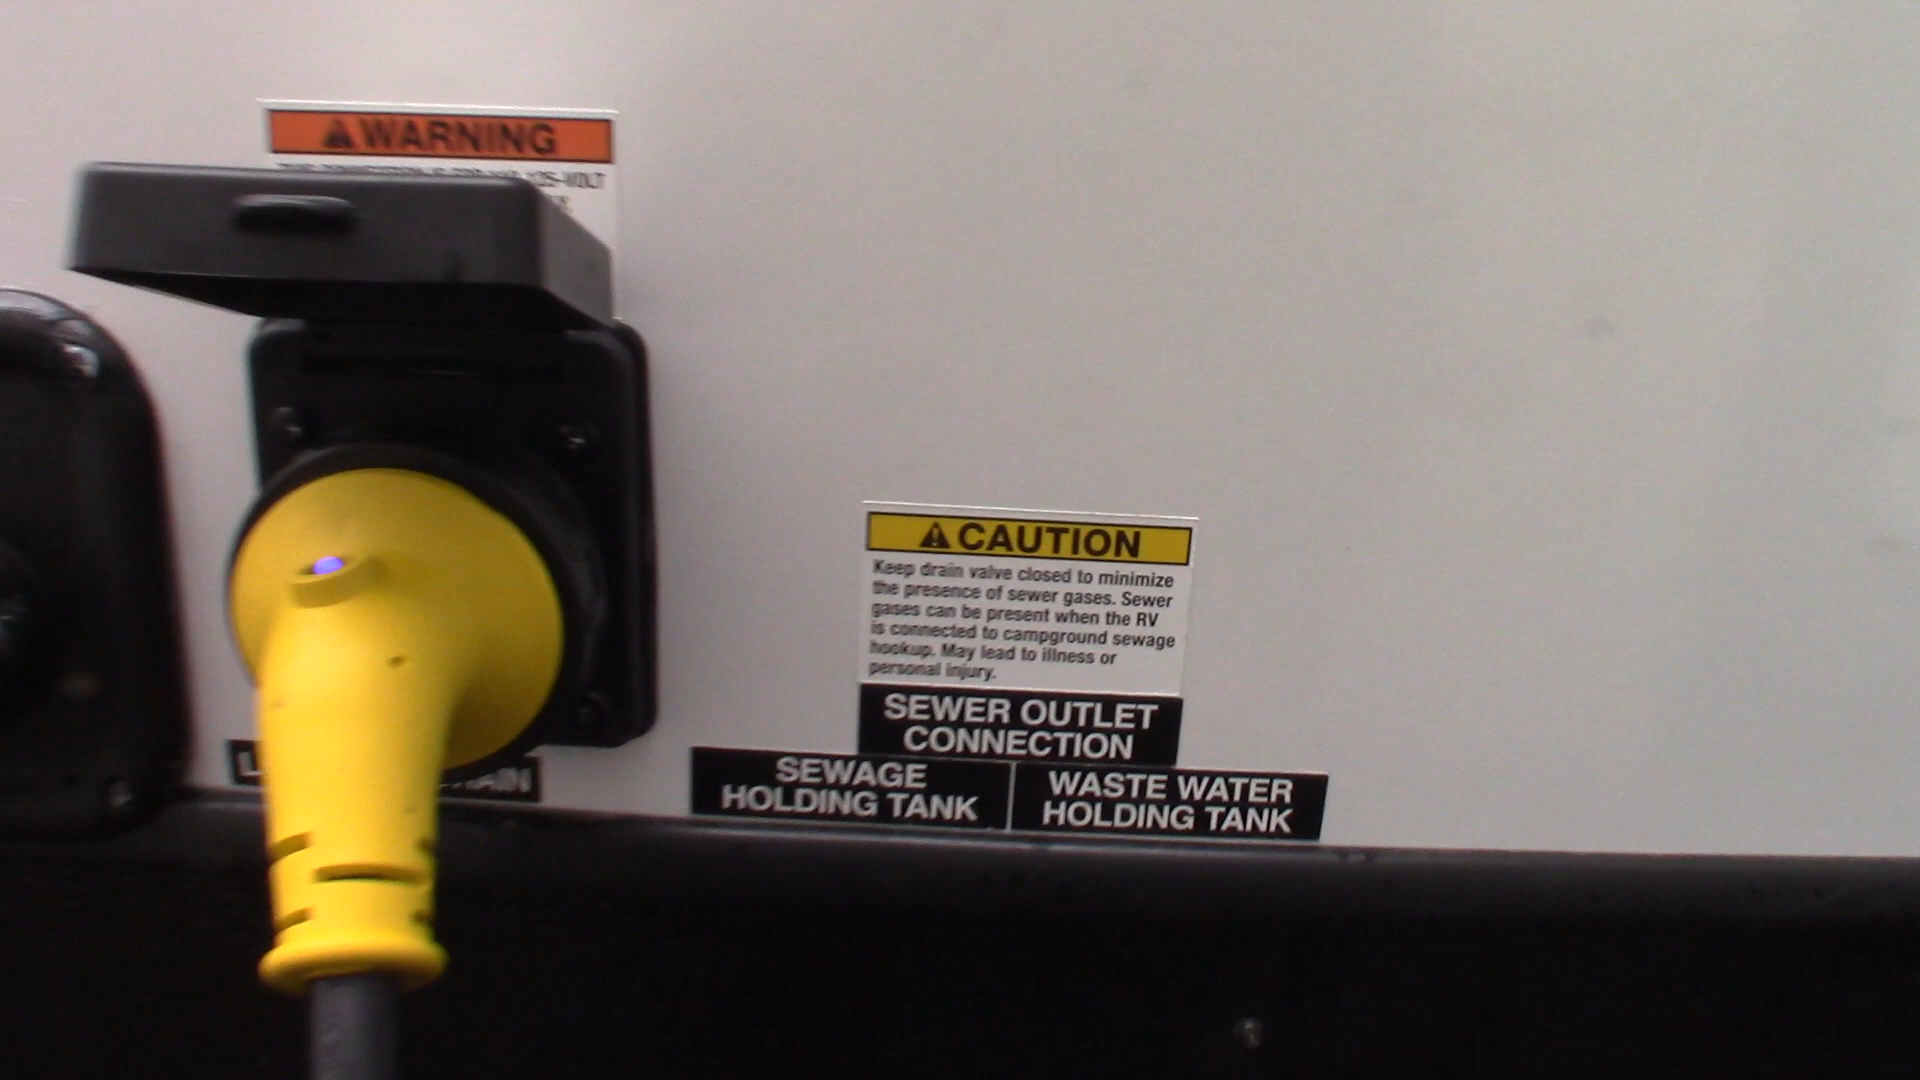 WARNING
125-VOLT
CAUTION
Keep drain valve closed to minimize
the presence of sewer gases. Sewer
gases can be present when the RV
is connected to campground sewage
hookup. May lead to illness or
personal injury.
SEWER OUTLET
CONNECTION
SEWAGE
HOLDING TANK
WASTE WATER
HOLDING TANK